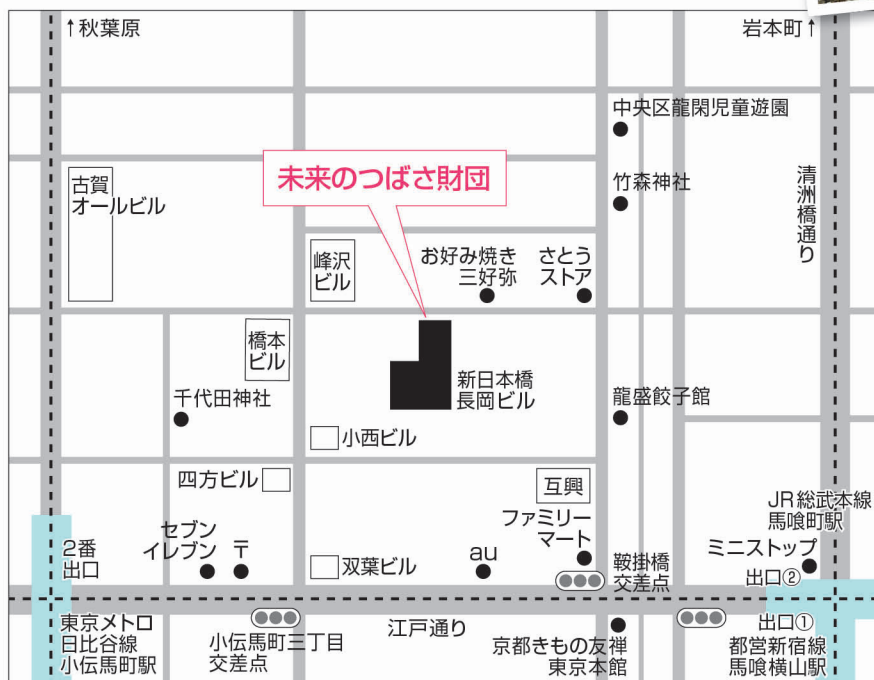 ↑秋葉原
岩本町↑
中央区龍閑児童遊園
未来のつばさ財団
古賀
オールビル
竹森神社
清洲橋通り
峰沢
ビル
お好み焼き
三好弥
さとう
ストア
橋本
ビル
千代田神社
新日本橋
長岡ビル
龍盛餃子館
小西ビル
四方ビル
互興
JR総武本線
馬喰町駅
2番
出口
セブン
イレブン
〒
双葉ビル
au
ファミリー
マート
鞍掛橋
交差点
ミニストップ
出口②
東京メトロ
日比谷線
小伝馬町駅
小伝馬町三丁目
交差点
江戸通り
京都きもの友禅
東京本館
出口①
都営新宿線
馬喰横山駅